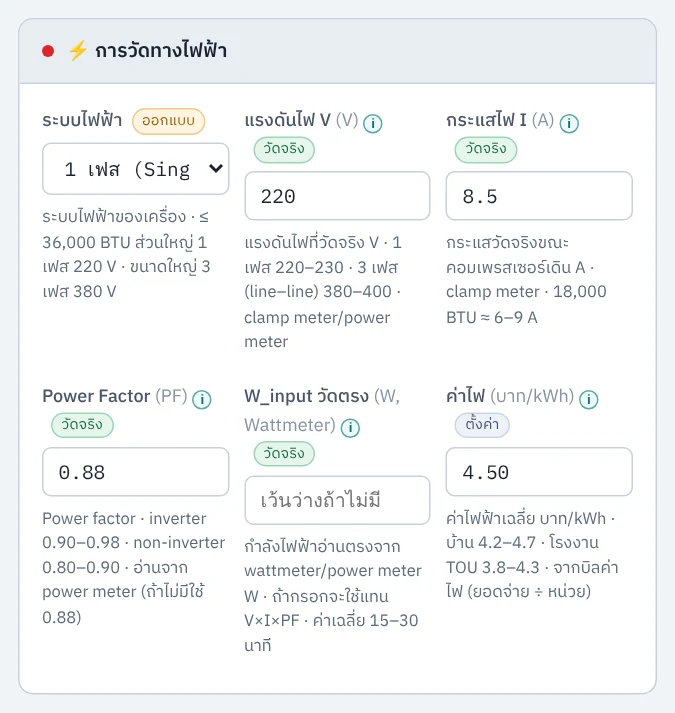 ⚡ การวัดทางไฟฟ้า
ระบบไฟฟ้า ออกแบบ
1 เฟส (Sing
ระบบไฟฟ้าของเครื่อง · ≤
36,000 BTU ส่วนใหญ่ 1
เฟส 220 V · ขนาดใหญ่ 3
เฟส 380 V
แรงดันไฟ V (V) i
วัดจริง
220
แรงดันไฟที่วัดจริง V · 1
เฟส 220–230 · 3 เฟส
(line–line) 380–400 ·
clamp meter/power
meter
กระแสไฟ I (A) i
วัดจริง
8.5
กระแสวัดจริงขณะ
คอมเพรสเซอร์เดิน A ·
clamp meter · 18,000
BTU ≈ 6–9 A
Power Factor (PF) i
วัดจริง
0.88
Power factor · inverter
0.90–0.98 · non-inverter
0.80–0.90 · อ่านจาก
power meter (ถ้าไม่มีใช้
0.88)
W_input วัดตรง (W,
Wattmeter) i
วัดจริง
เว้นว่างถ้าไม่มี
กำลังไฟฟ้าอ่านตรงจาก
wattmeter/power meter
W · ถ้ากรอกจะใช้แทน
V×I×PF · ค่าเฉลี่ย 15–30
นาที
ค่าไฟ (บาท/kWh) i
ตั้งค่า
4.50
ค่าไฟฟ้าเฉลี่ย บาท/kWh ·
บ้าน 4.2–4.7 · โรงงาน
TOU 3.8–4.3 · จากบิลค่า
ไฟ (ยอดจ่าย ÷ หน่วย)